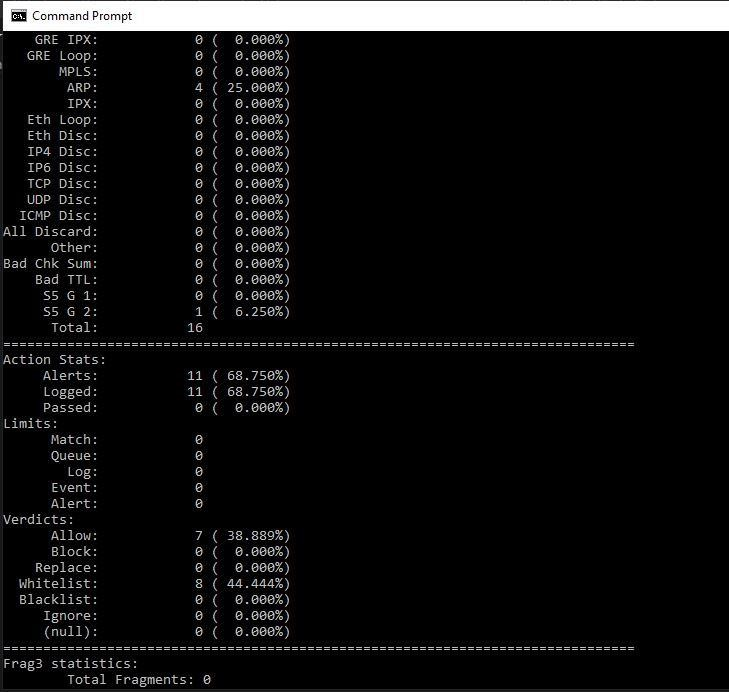 Command Prompt
GRE IPX: 0 ( 0.000%)
GRE Loop: 0 ( 0.000%)
MPLS: 0 ( 0.000%)
ARP: 4 ( 25.000%)
IPX: 0 ( 0.000%)
Eth Loop: 0 ( 0.000%)
Eth Disc: 0 ( 0.000%)
IP4 Disc: 0 ( 0.000%)
IP6 Disc: 0 ( 0.000%)
TCP Disc: 0 ( 0.000%)
UDP Disc: 0 ( 0.000%)
ICMP Disc: 0 ( 0.000%)
All Discard: 0 ( 0.000%)
Other: 0 ( 0.000%)
Bad Chk Sum: 0 ( 0.000%)
Bad TTL: 0 ( 0.000%)
S5 G 1: 0 ( 0.000%)
S5 G 2: 1 ( 6.250%)
Total: 16
===============================================================================
Action Stats:
Alerts: 11 ( 68.750%)
Logged: 11 ( 68.750%)
Passed: 0 ( 0.000%)
Limits:
Match: 0
Queue: 0
Log: 0
Event: 0
Alert: 0
Verdicts:
Allow: 7 ( 38.889%)
Block: 0 ( 0.000%)
Replace: 0 ( 0.000%)
Whitelist: 8 ( 44.444%)
Blacklist: 0 ( 0.000%)
Ignore: 0 ( 0.000%)
(null): 0 ( 0.000%)
===============================================================================
Frag3 statistics:
Total Fragments: 0